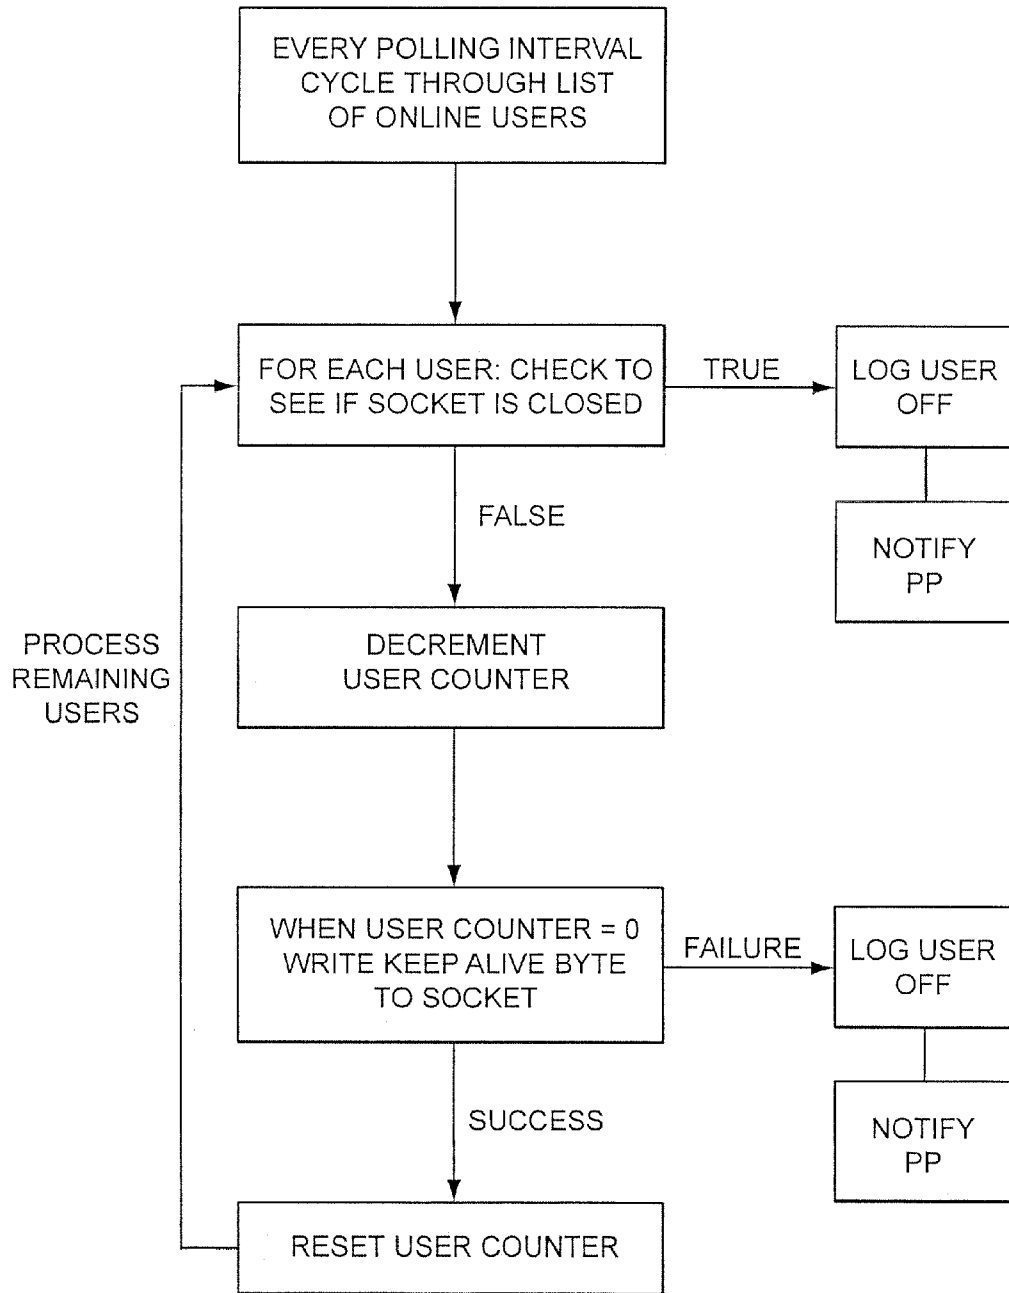 EVERY POLLING INTERVAL
CYCLE THROUGH LIST
OF ONLINE USERS
FOR EACH USER: CHECK TO
SEE IF SOCKET IS CLOSED
TRUE
LOG USER
OFF
NOTIFY
PP
FALSE
DECREMENT
USER COUNTER
PROCESS
REMAINING
USERS
WHEN USER COUNTER = 0
WRITE KEEP ALIVE BYTE
TO SOCKET
FAILURE
LOG USER
OFF
NOTIFY
PP
SUCCESS
RESET USER COUNTER